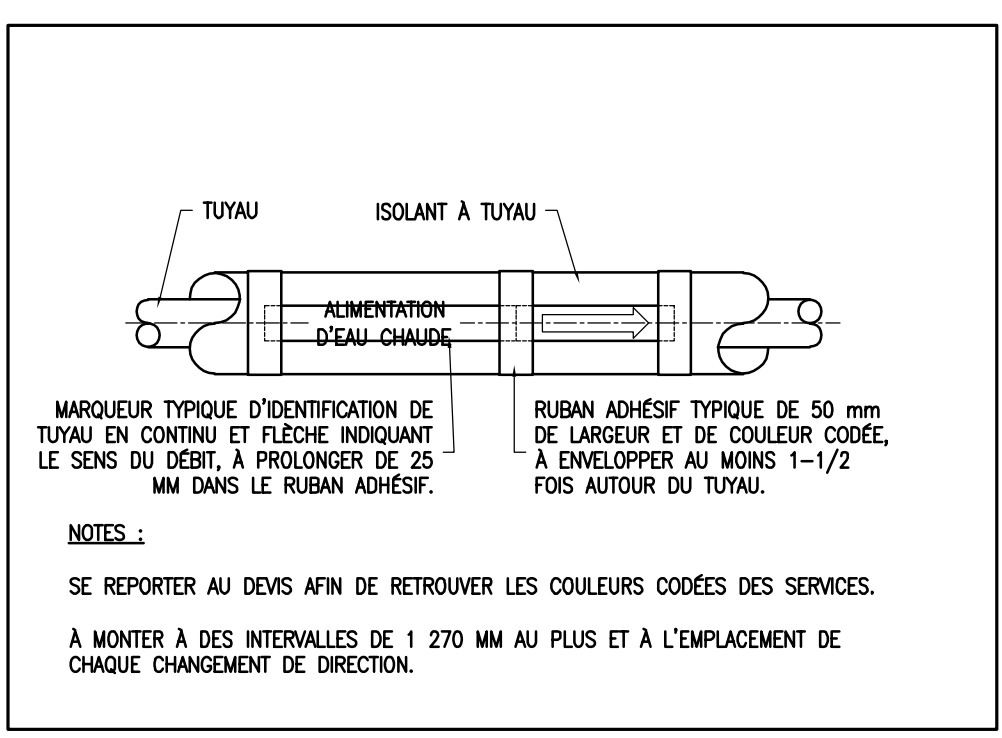 TUYAU
ISOLANT À TUYAU
ALIMENTATION
D'EAU CHAUDE
MARQUEUR TYPIQUE D'IDENTIFICATION DE
TUYAU EN CONTINU ET FLÈCHE INDIQUANT
LE SENS DU DÉBIT, À PROLONGER DE 25
MM DANS LE RUBAN ADHÉSIF.
RUBAN ADHÉSIF TYPIQUE DE 50 mm
DE LARGEUR ET DE COULEUR CODÉE,
À ENVELOPPER AU MOINS 1-1/2
FOIS AUTOUR DU TUYAU.
NOTES :
SE REPORTER AU DEVIS AFIN DE RETROUVER LES COULEURS CODÉES DES SERVICES.
À MONTER À DES INTERVALLES DE 1 270 MM AU PLUS ET À L'EMPLACEMENT DE
CHAQUE CHANGEMENT DE DIRECTION.